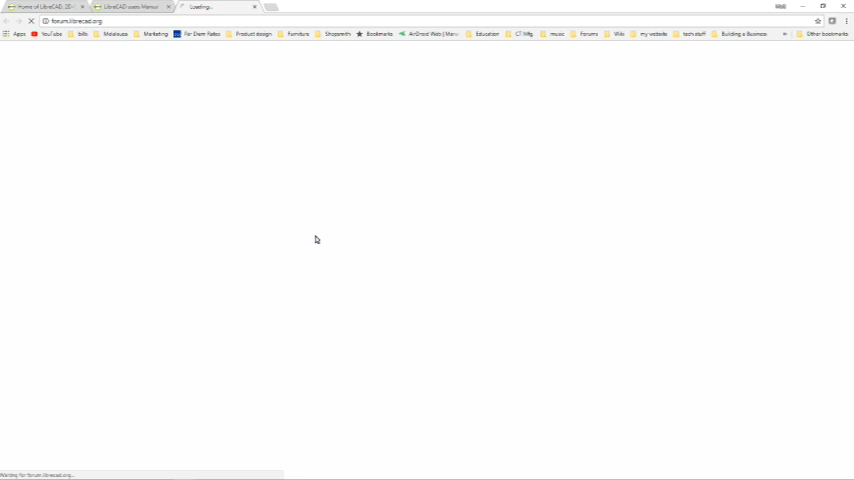 Home of LibreCAD, 2D-
LibreCAD users Manual
Loading...
forum.librecad.org
Apps YouTube bills Melaleuca Marketing Per Diem Rates Product design Furniture Shopsmith Bookmarks AirDroid Web | Mana Education CT Mfg. music Forums Wiki my website tech stuff Building a Business » Other bookmarks
Waiting for forum.librecad.org...